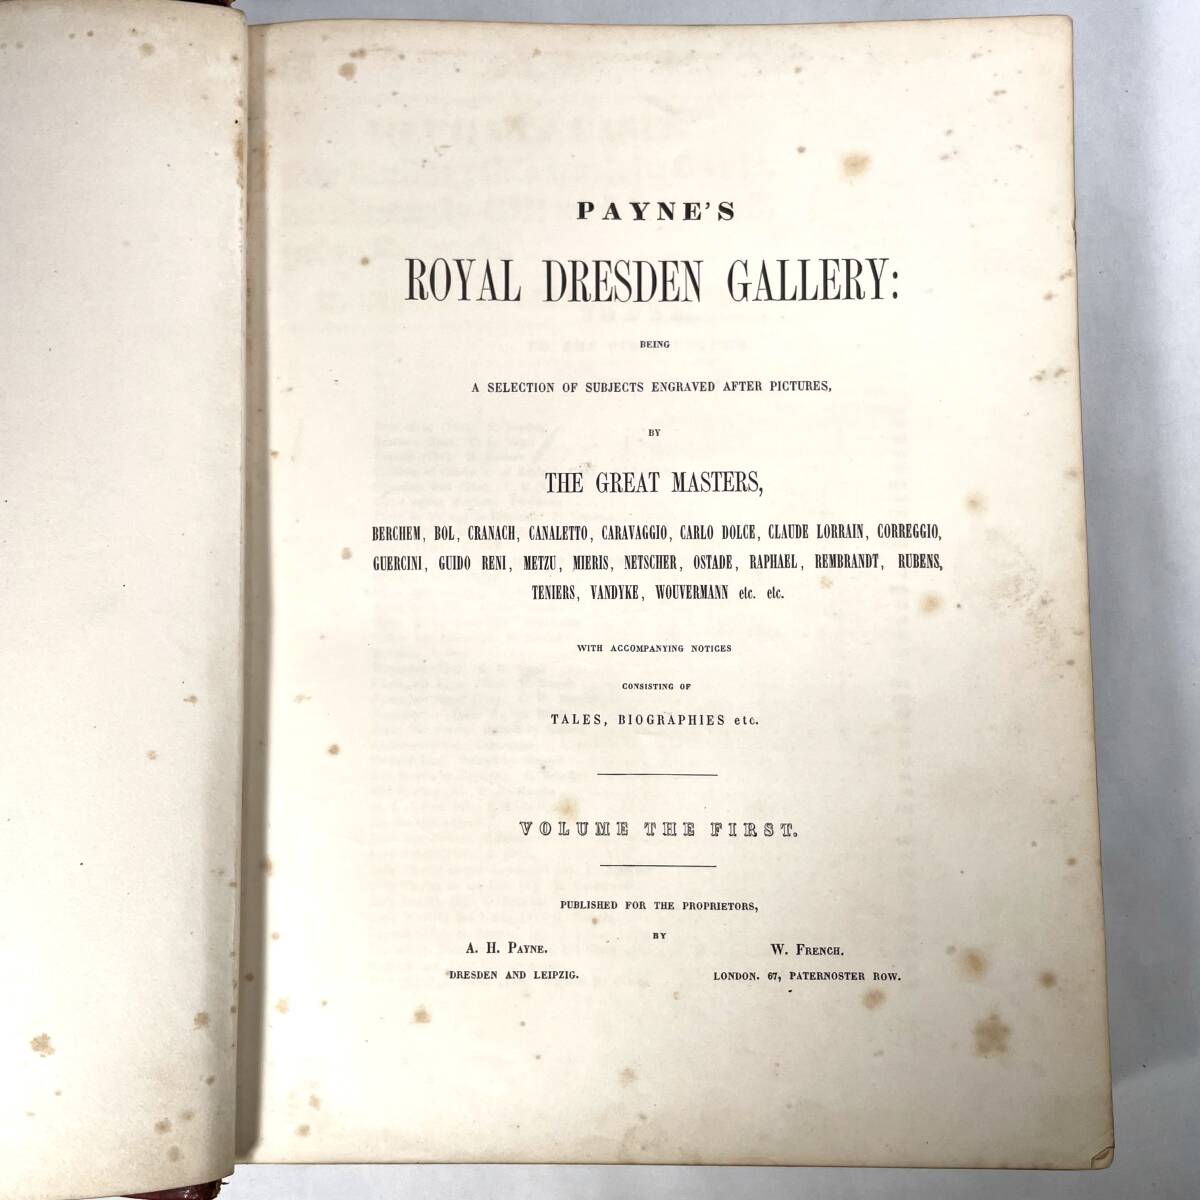 PAYNE'S
ROYAL DRESDEN GALLERY:
BEING
A SELECTION OF SUBJECTS ENGRAVED AFTER PICTURES,
BY
THE GREAT MASTERS,
BERCHEM, BOL, CRANACH, CANALETTO, CARAVAGGIO, CARLO DOLCE, CLAUDE LORRAIN, CORREGGIO,
GUERCINI, GUIDO RENI, METZU, MIERIS, NETSCHER, OSTADE, RAPHAEL, REMBRANDT, RUBENS,
TENIERS, VANDYKE, WOUVERMANN etc. etc.
WITH ACCOMPANYING NOTICES
CONSISTING OF
TALES, BIOGRAPHIES etc.
VOLUME THE FIRST.
PUBLISHED FOR THE PROPRIETORS,
BY
A. H. PAYNE.
DRESDEN AND LEIPZIG.
W. FRENCH.
LONDON. 67, PATERNOSTER ROW.